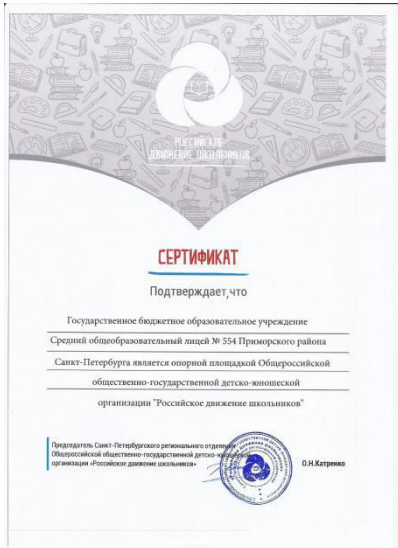 РОССИЙСКОЕ
ДВИЖЕНИЕ ШКОЛЬНИКОВ
СЕРТИФИКАТ
Подтверждает,что
Государственное бюджетное образовательное учреждение
Средний общеобразовательный лицей № 554 Приморского района
Санкт-Петербурга является опорной площадкой Общероссийской
общественно-государственной детско-юношеской
организации "Российское движение школьников"
Председатель Санкт-Петербургского регионального отделения
Общероссийской общественно-государственной детско-юношеской
организации «Российское движение школьников»
О.Н.Катренко